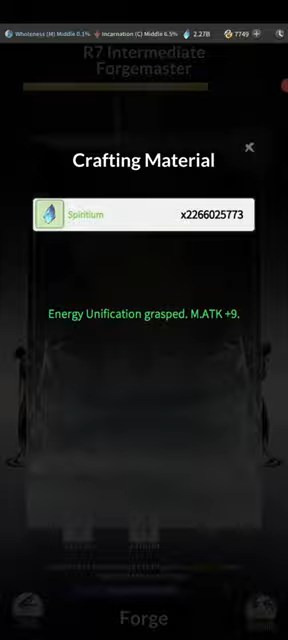 Wholeness (M) Middle 0.1% Incarnation (C) Middle 6.5% 2.27B 7749 +
R7 Intermediate
Forgemaster
Crafting Material
Spiritium x2266025773
Energy Unification grasped. M.ATK +9.
Forge